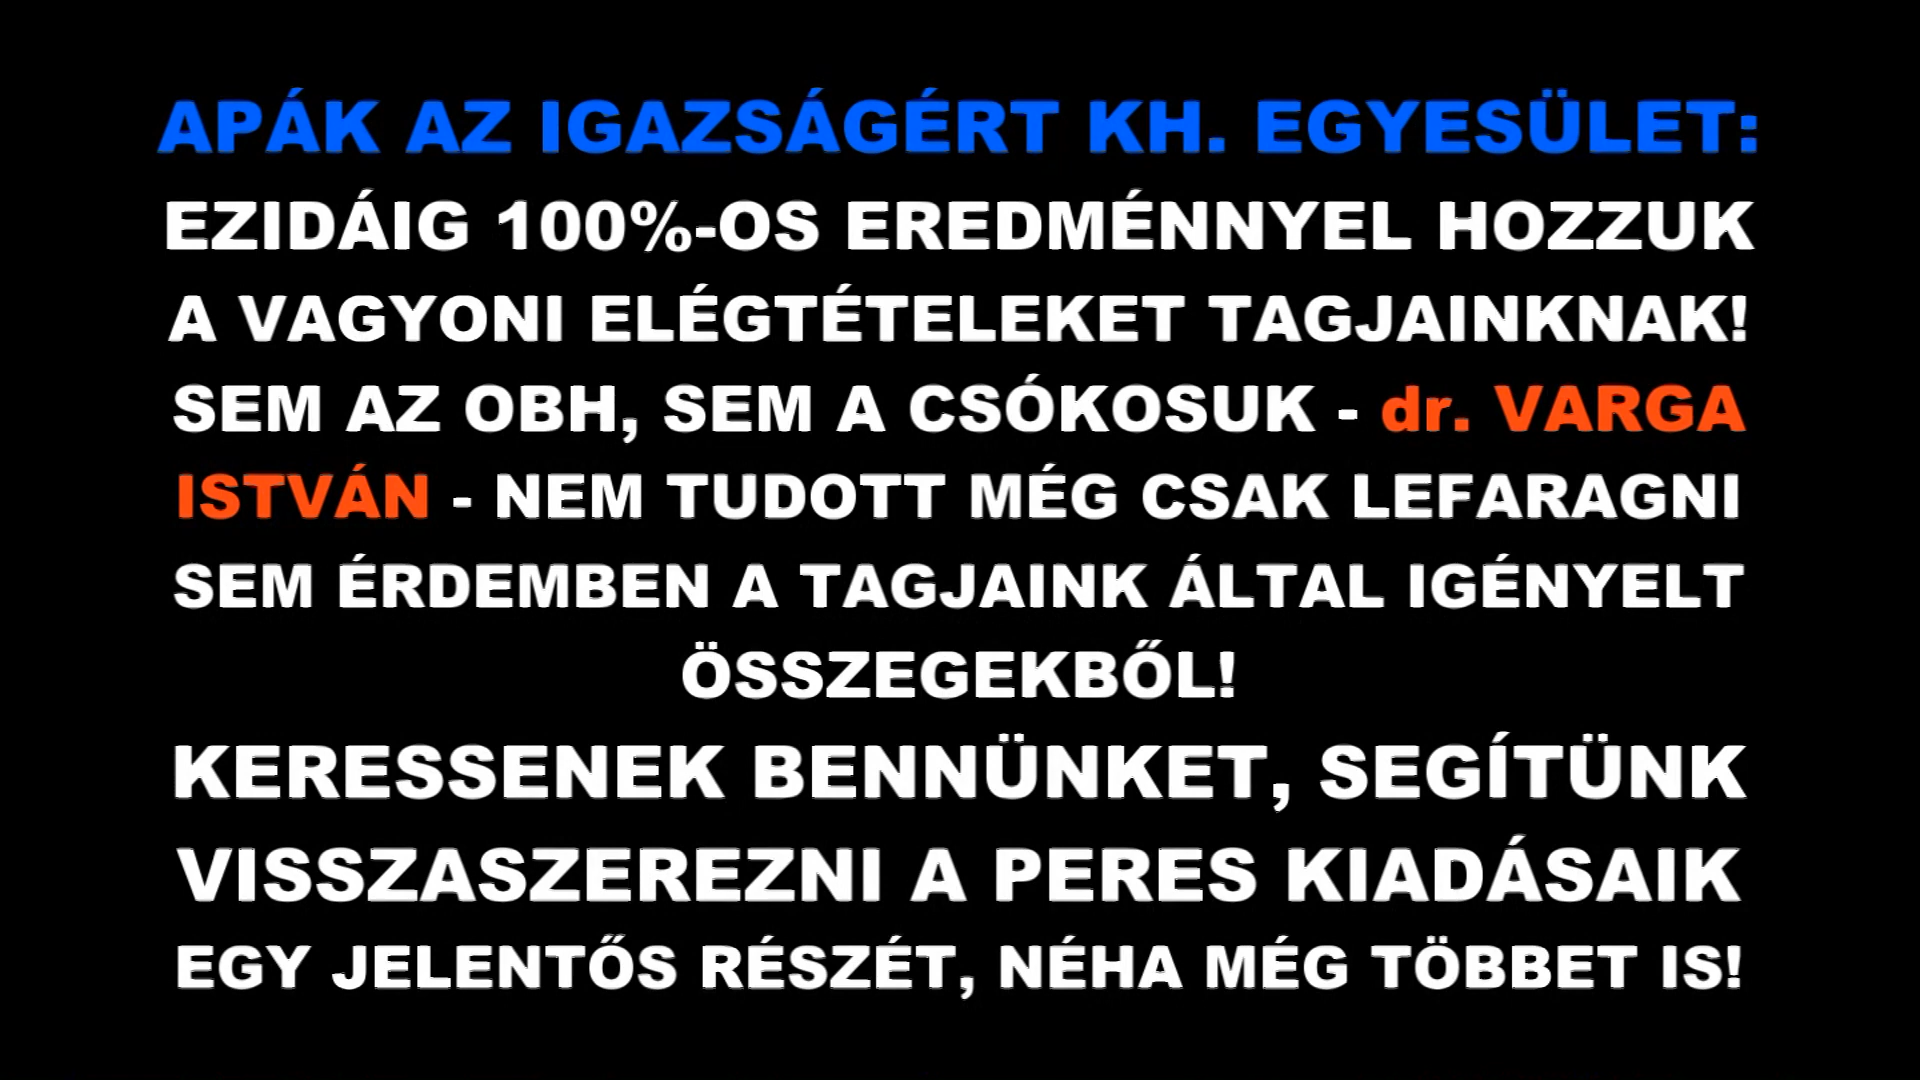 APÁK AZ IGAZSÁGÉRT KH. EGYESÜLET:
EZIDÁIG 100%-OS EREDMÉNNYEL HOZZUK
A VAGYONI ELÉGTÉTELEKET TAGJAINKNAK!
SEM AZ OBH, SEM A CSÓKOSUK - dr. VARGA
ISTVÁN - NEM TUDOTT MÉG CSAK LEFARAGNI
SEM ÉRDEMBEN A TAGJAINK ÁLTAL IGÉNYELT
ÖSSZEGEKBŐL!
KERESSENEK BENNÜNKET, SEGÍTÜNK
VISSZASZEREZNI A PERES KIADÁSAIK
EGY JELENTŐS RÉSZÉT, NÉHA MÉG TÖBBET IS!